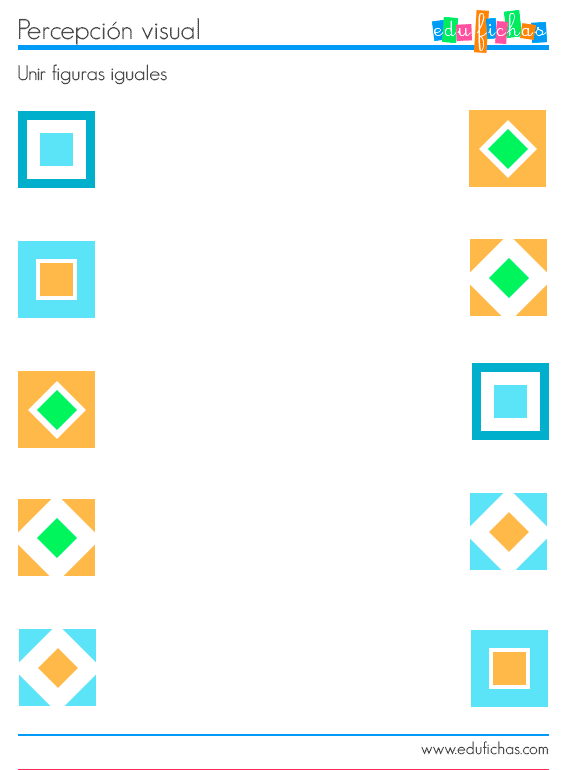 Percepción visual
edufichas
Unir figuras iguales
www.edufichas.com